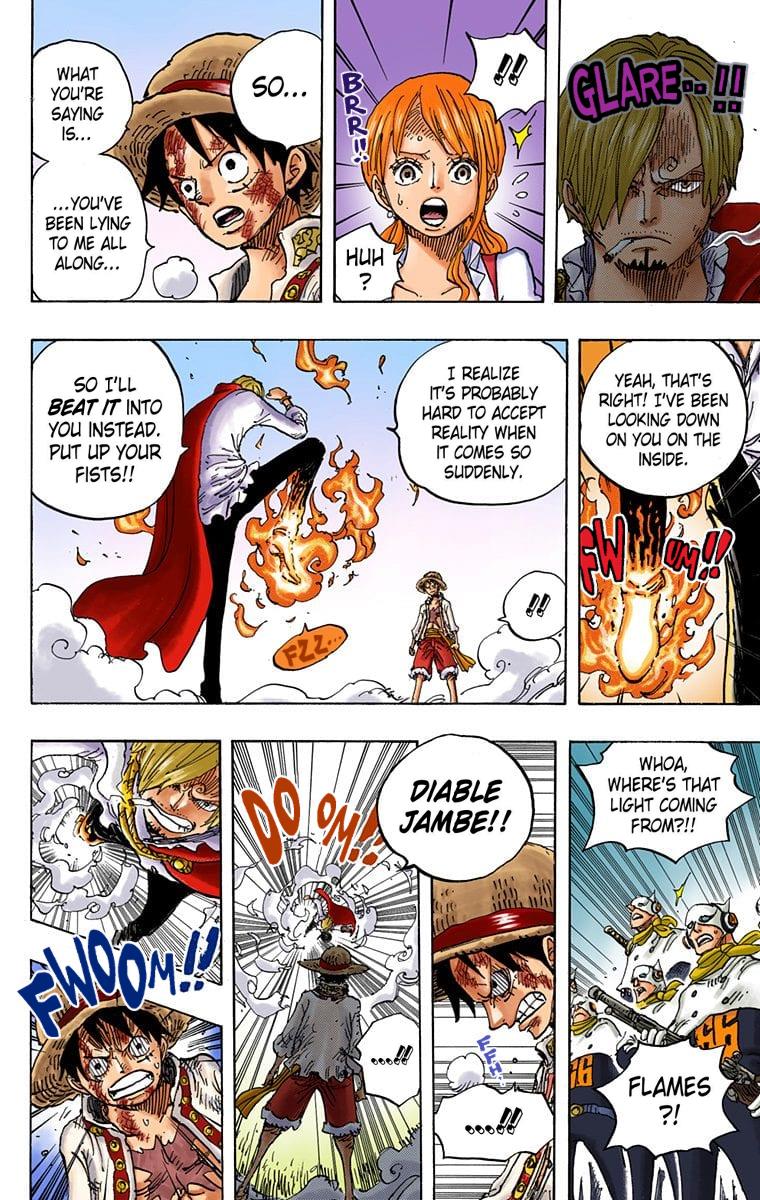 GLARE..!!
!!
BRR!!
HUH
?
SO...
WHAT
YOU'RE
SAYING
IS...
...YOU'VE
BEEN LYING
TO ME ALL
ALONG...
YEAH, THAT'S
RIGHT! I'VE BEEN
LOOKING DOWN
ON YOU ON THE
INSIDE.
FWUM!!
I REALIZE
IT'S PROBABLY
HARD TO ACCEPT
REALITY WHEN
IT COMES SO
SUDDENLY.
!!
SO I'LL
BEAT IT INTO
YOU INSTEAD.
PUT UP YOUR
FISTS!!
FZZ...
WHOA,
WHERE'S THAT
LIGHT COMING
FROM?!!
66
66
FLAMES
?!
DIABLE
JAMBE!!
FFH!
....!!
DOOM!!
....!!
FWOOM!!